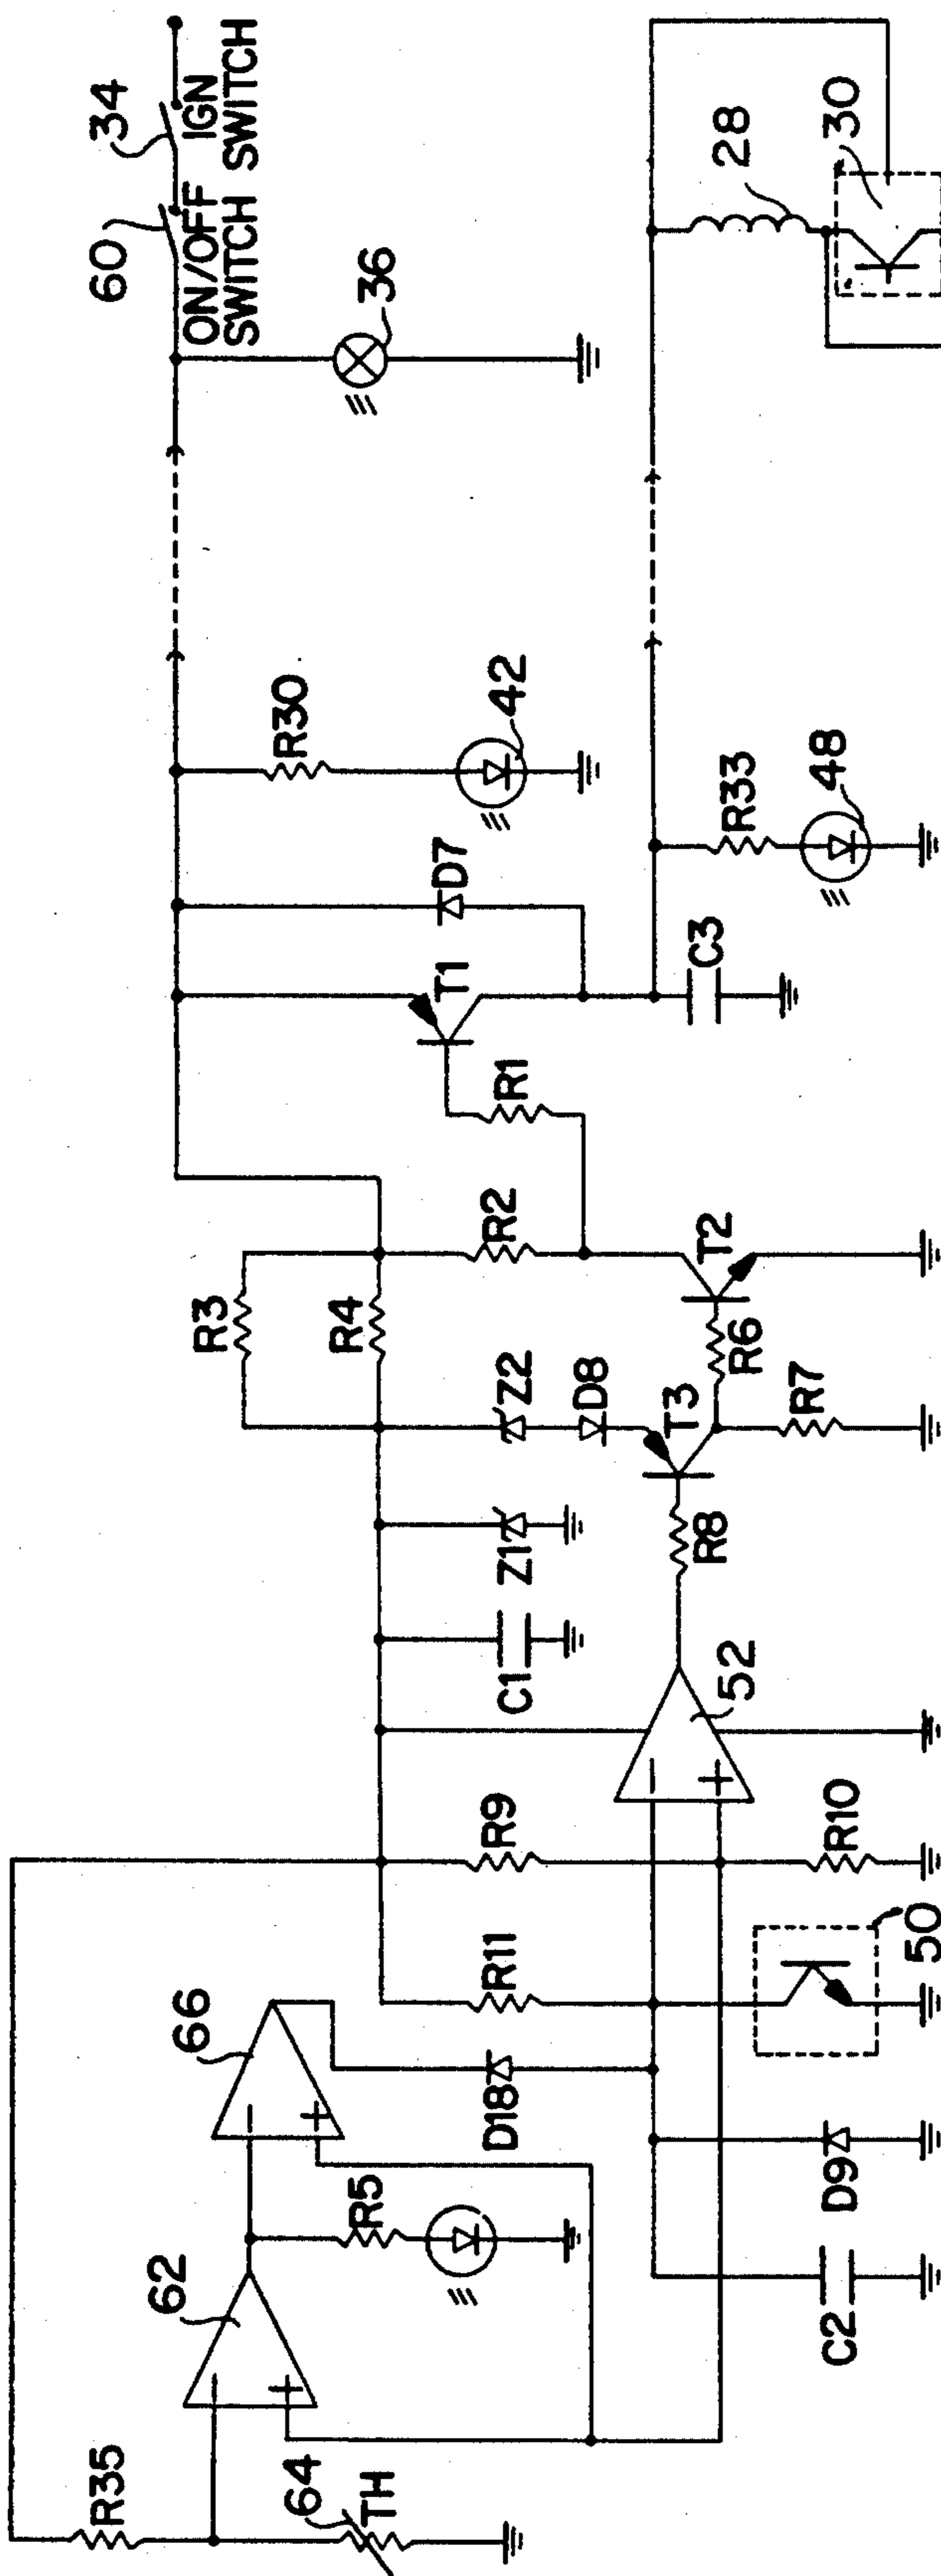 34
60
ON/OFF IGN
SWITCH SWITCH
36
28
30
R30
42
D7
T1
R33
48
C3
R1
R3
R4
R2
T2
Z2
D8
T3
R6
R7
Z1
C1
R8
52
R9
R10
R11
50
66
D18
D9
C2
62
R5
R35
64
TH